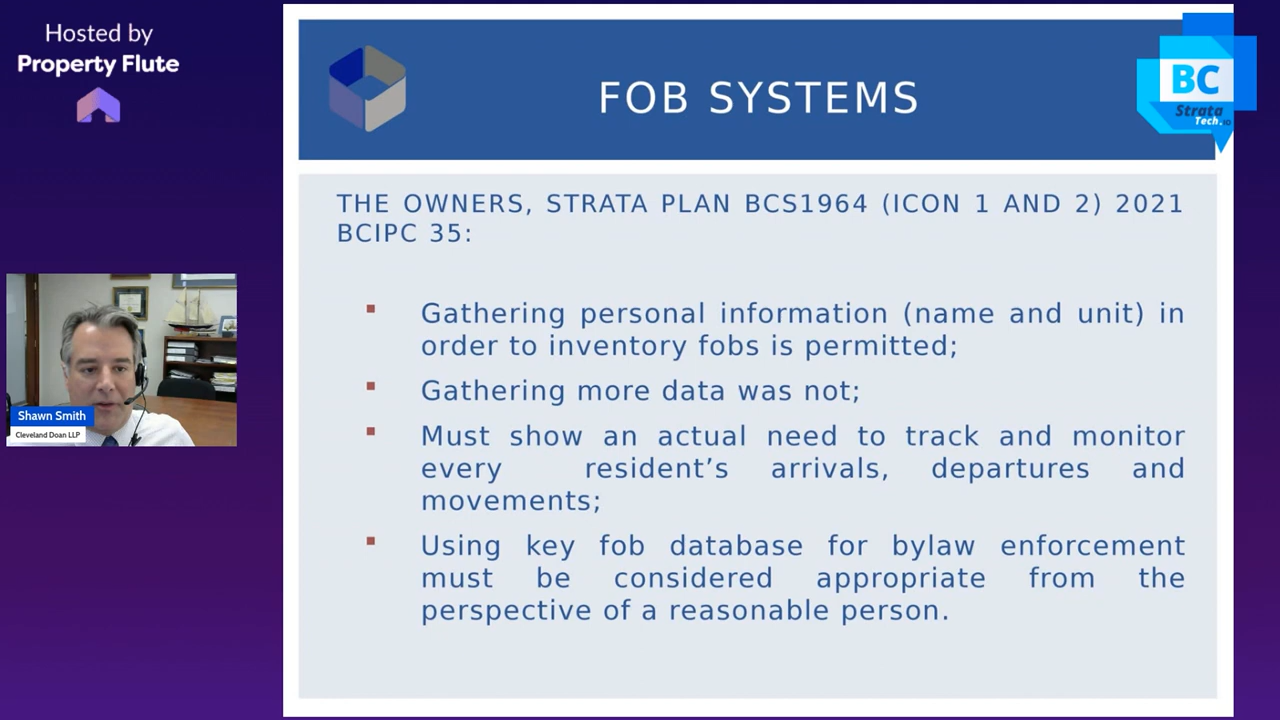 Hosted by
Property Flute
FOB SYSTEMS
BC
Strata
Tech.io
THE OWNERS, STRATA PLAN BCS1964 (ICON 1 AND 2) 2021
BCIPC 35:
Gathering personal information (name and unit) in
order to inventory fobs is permitted;
Gathering more data was not;
Must show an actual need to track and monitor
every resident’s arrivals, departures and
movements;
Using key fob database for bylaw enforcement
must be considered appropriate from the
perspective of a reasonable person.
Shawn Smith
Cleveland Doan LLP